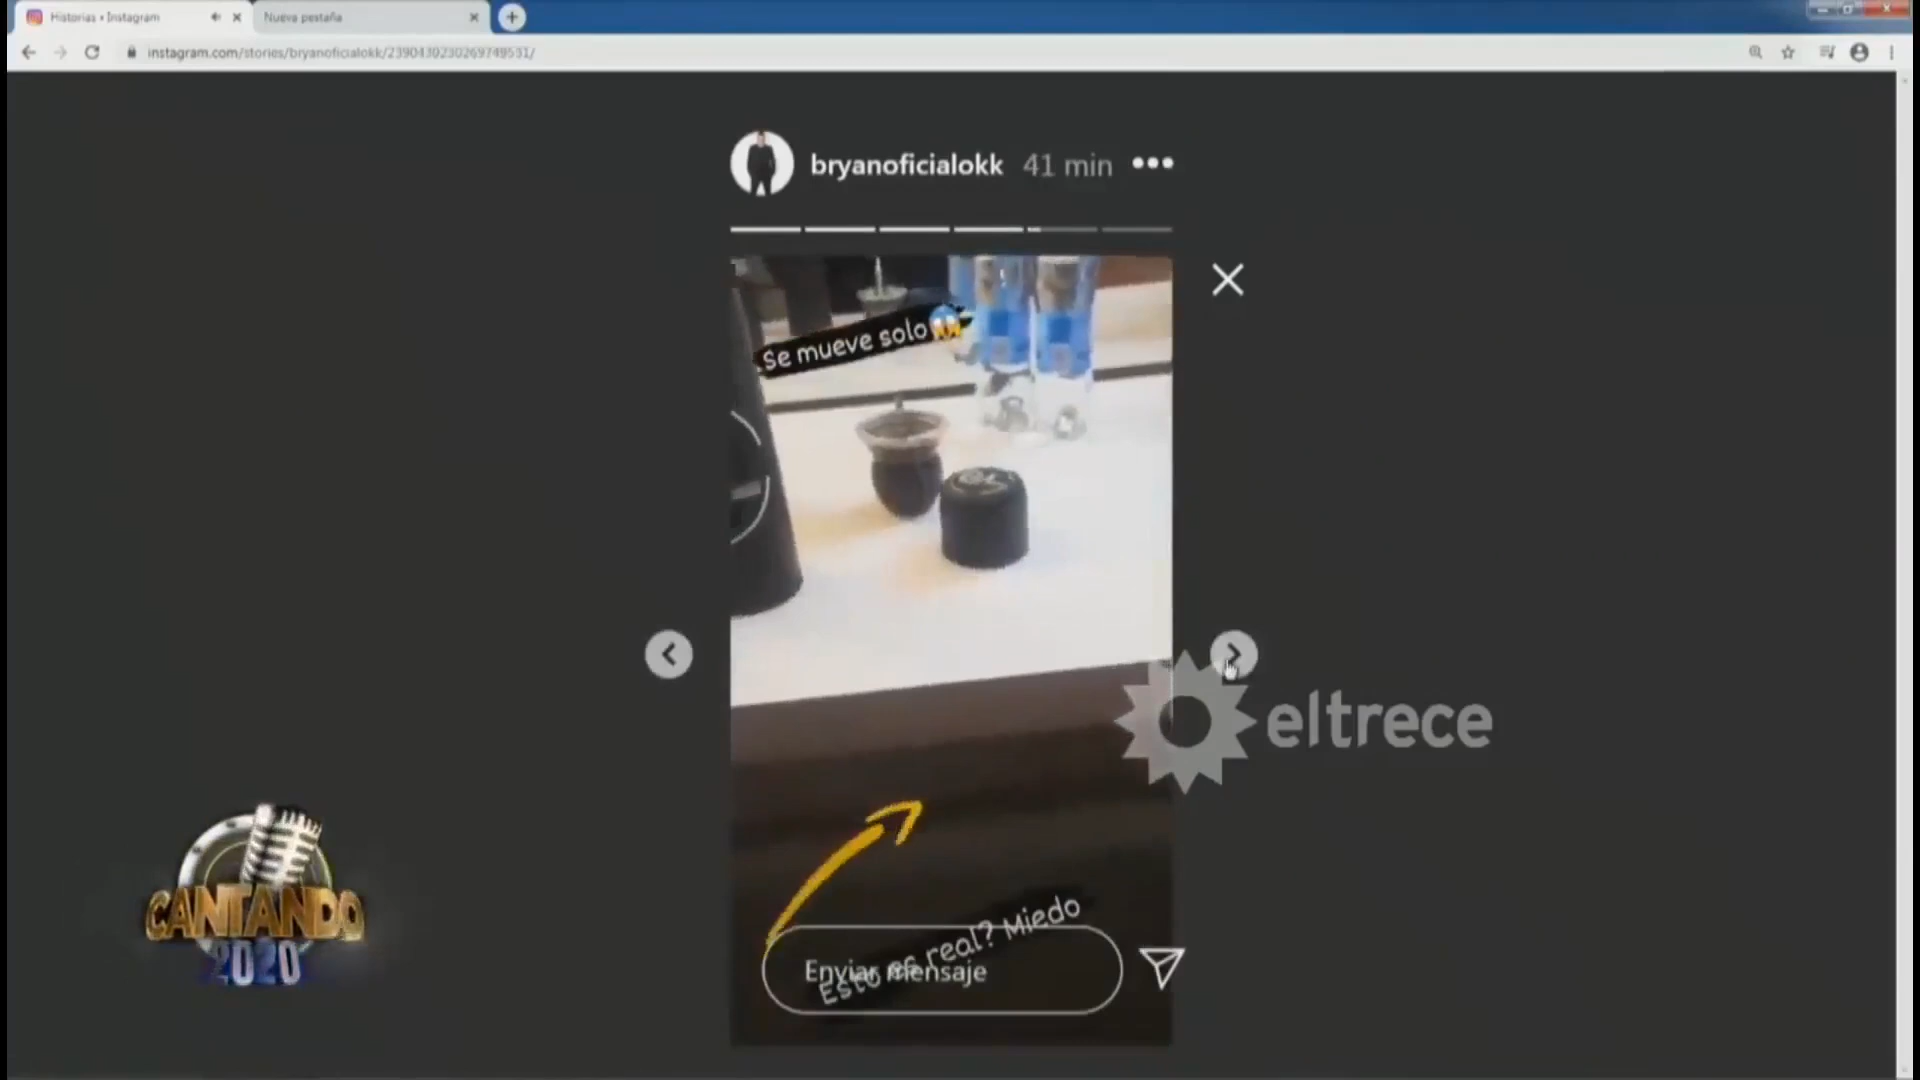 Historias • Instagram
Nueva pestaña
instagram.com/stories/bryanoficialokk/2390430230269749531/
bryanoficialokk 41 min
Se mueve solo😱
eltrece
CANTANDO
2020
Esto es real? Miedo
Enviar mensaje